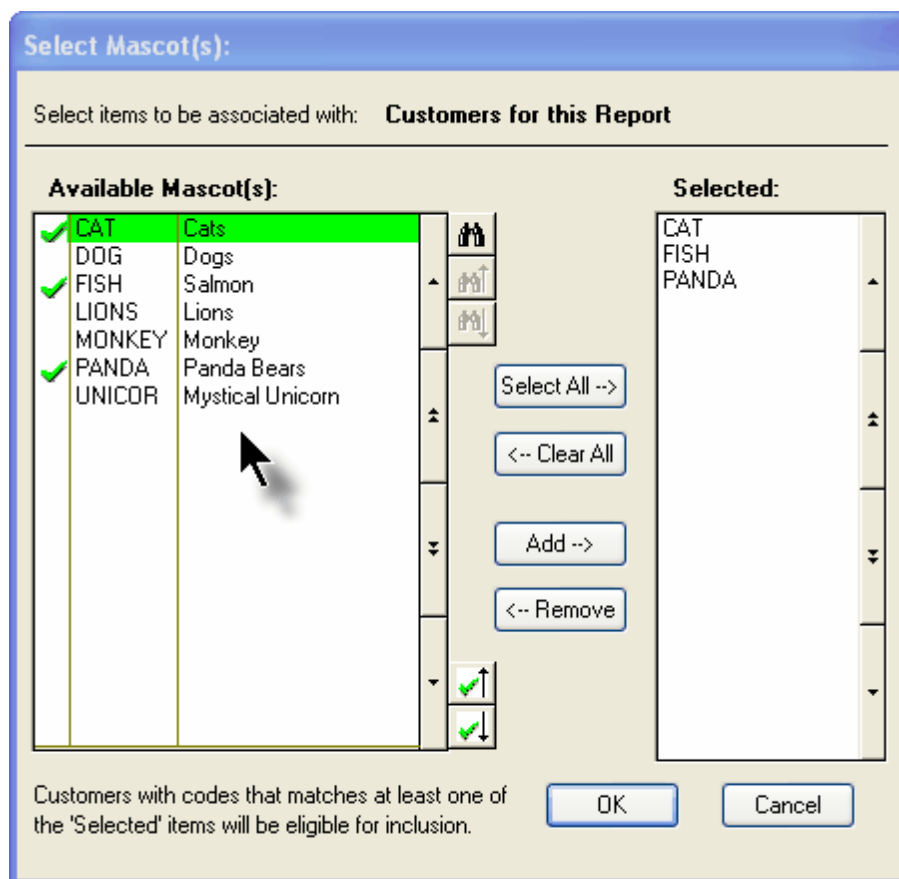 Select Mascot(s):
Select items to be associated with: Customers for this Report
Available Mascot(s):
Selected:
CAT Cats
DOG Dogs
FISH Salmon
LIONS Lions
MONKEY Monkey
PANDA Panda Bears
UNICOR Mystical Unicorn
CAT
FISH
PANDA
Select All -->
<-- Clear All
Add -->
<-- Remove
Customers with codes that matches at least one of
the 'Selected' items will be eligible for inclusion.
OK
Cancel